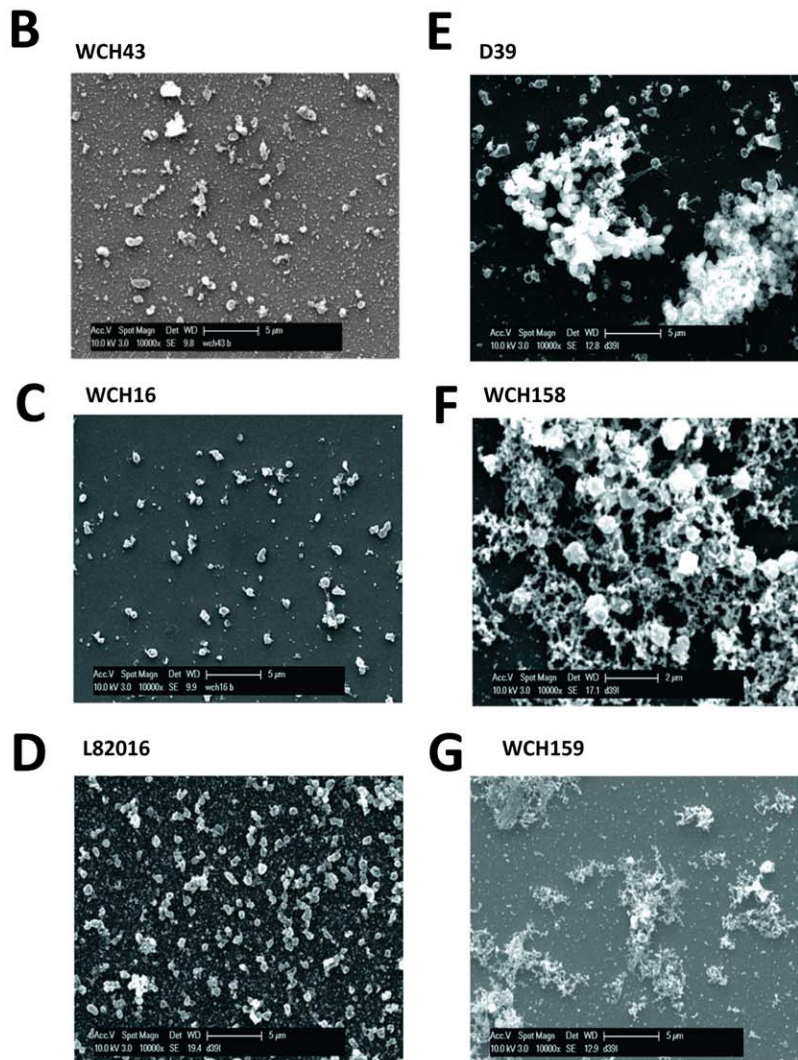 B
WCH43
Acc.V Spot Magn Det WD 5 µm
10.0 kV 3.0 10000x SE 9.8 wch43 b
C
WCH16
Acc.V Spot Magn Det WD 5 µm
10.0 kV 3.0 10000x SE 9.9 wch16 b
D
L82016
Acc.V Spot Magn Det WD 5 µm
10.0 kV 3.0 10000x SE 19.4 d39l
E
D39
Acc.V Spot Magn Det WD 5 µm
10.0 kV 3.0 10000x SE 12.8 d39l
F
WCH158
Acc.V Spot Magn Det WD 2 µm
10.0 kV 3.0 10000x SE 17.1 d39l
G
WCH159
Acc.V Spot Magn Det WD 5 µm
10.0 kV 3.0 10000x SE 12.9 d39l